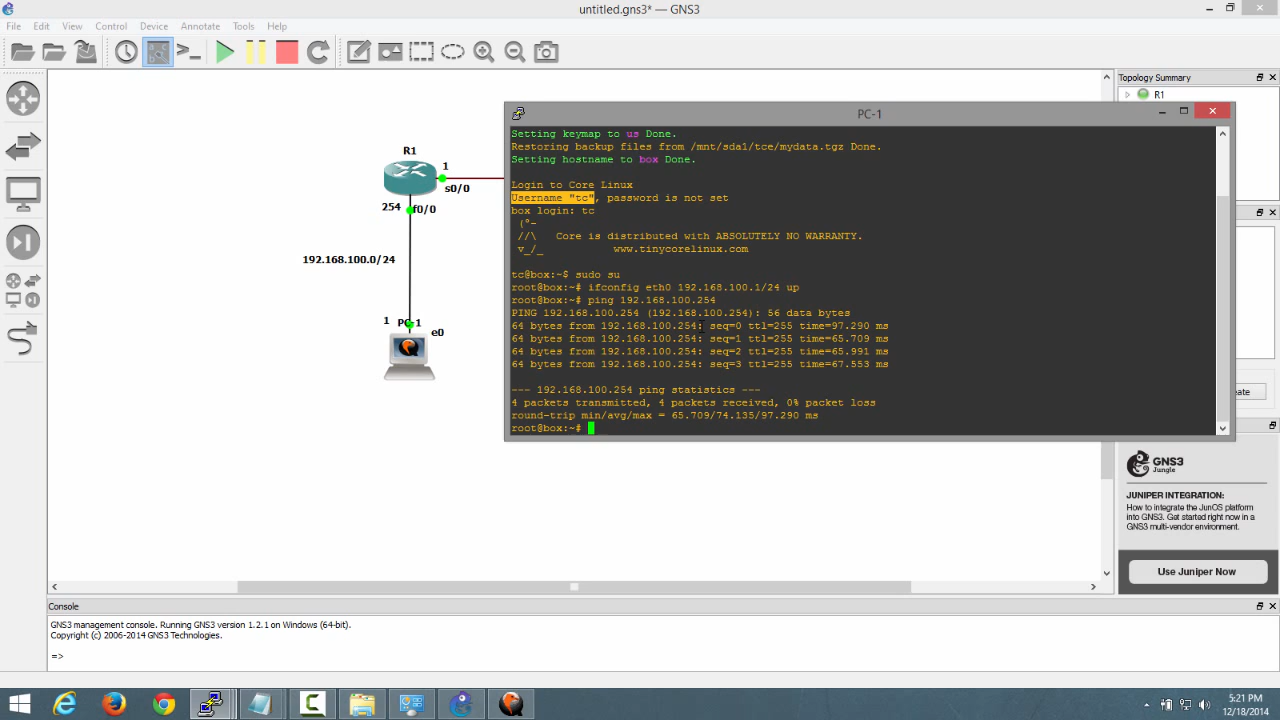 untitled.gns3* — GNS3
File Edit View Control Device Annotate Tools Help
Topology Summary
R1
R1
1
s0/0
254
f0/0
192.168.100.0/24
1
PC-1
e0
PC-1
Setting keymap to us Done.
Restoring backup files from /mnt/sda1/tce/mydata.tgz Done.
Setting hostname to box Done.
Login to Core Linux
Username "tc", password is not set
box login: tc
(°-
//\ Core is distributed with ABSOLUTELY NO WARRANTY.
v_/_ www.tinycorelinux.com
tc@box:~$ sudo su
root@box:~# ifconfig eth0 192.168.100.1/24 up
root@box:~# ping 192.168.100.254
PING 192.168.100.254 (192.168.100.254): 56 data bytes
64 bytes from 192.168.100.254: seq=0 ttl=255 time=97.290 ms
64 bytes from 192.168.100.254: seq=1 ttl=255 time=65.709 ms
64 bytes from 192.168.100.254: seq=2 ttl=255 time=65.991 ms
64 bytes from 192.168.100.254: seq=3 ttl=255 time=67.553 ms
--- 192.168.100.254 ping statistics ---
4 packets transmitted, 4 packets received, 0% packet loss
round-trip min/avg/max = 65.709/74.135/97.290 ms
root@box:~#
GNS3
Jungle
JUNIPER INTEGRATION:
How to integrate the JunOS platform
into GNS3. Get started right now in a
GNS3 multi-vendor environment.
Use Juniper Now
Console
GNS3 management console. Running GNS3 version 1.2.1 on Windows (64-bit).
Copyright (c) 2006-2014 GNS3 Technologies.
=>
5:21 PM
12/18/2014